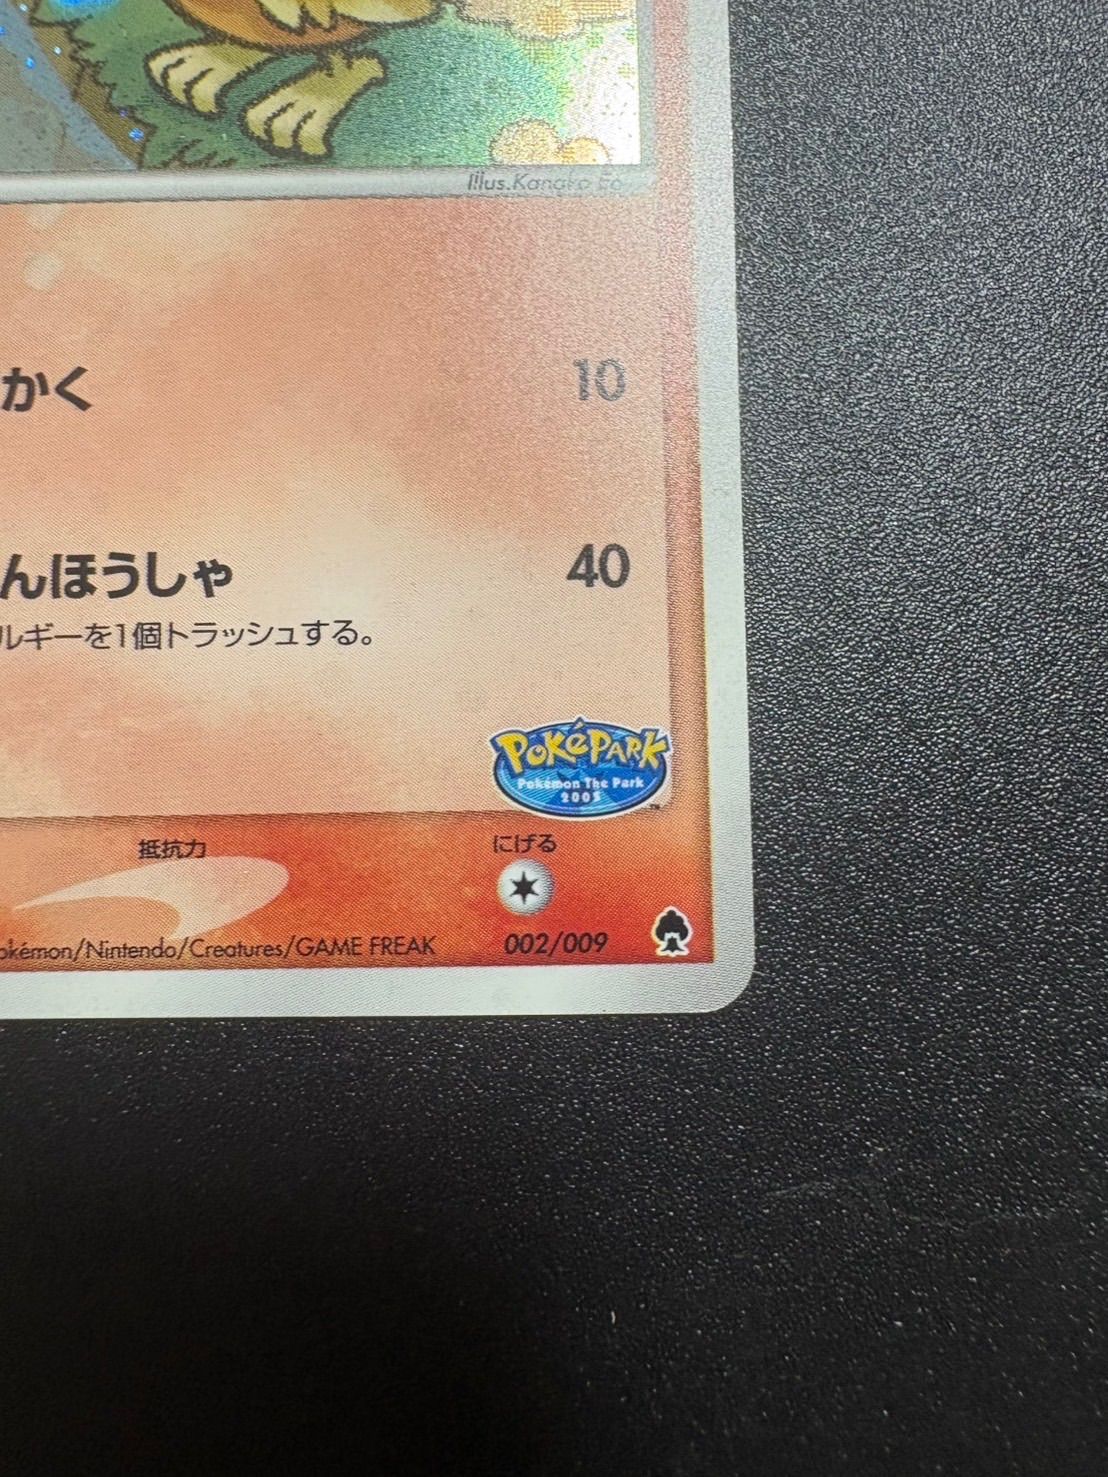 Illus.Kanako Eo
かく 10
んほうしゃ 40
ルギーを1個トラッシュする。
POKéPARK
Pokémon The Park
2005
™
抵抗力 にげる
okémon/Nintendo/Creatures/GAME FREAK 002/009